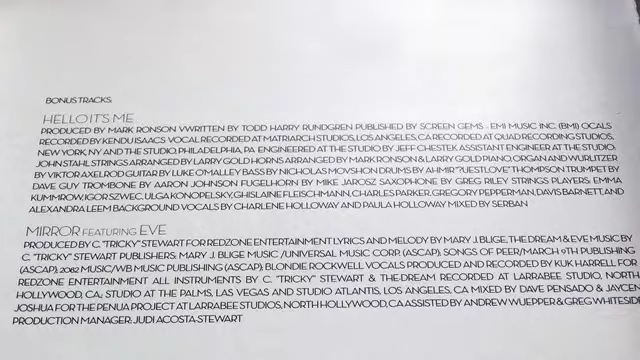 BONUS TRACKS:
HELLO IT'S ME
PRODUCED BY MARK RONSON WWRITTEN BY TODD HARRY RUNDGREN PUBLISHED BY SCREEN GEMS - EMI MUSIC INC. (BMI) OCALS
RECORDED BY KENDU ISAACS VOCAL RECORDED AT MATRIARCH STUDIOS, LOS ANGELES, CA RECORDED AT QUAD RECORDING STUDIOS,
NEW YORK, NY AND THE STUDIO, PHILADELPHIA, PA ENGINEERED AT THE STUDIO BY JEFF CHESTEK ASSISTANT ENGINEER AT THE STUDIO:
JOHN STAHL STRINGS ARRANGED BY LARRY GOLD HORNS ARRANGED BY MARK RONSON & LARRY GOLD PIANO, ORGAN AND WURLITZER
BY VIKTOR AXELROD GUITAR BY LUKE O'MALLEY BASS BY NICHOLAS MOVSHON DRUMS BY AHMIR "?UESTLOVE" THOMPSON TRUMPET BY
DAVE GUY TROMBONE BY AARON JOHNSON FUGELHORN BY MIKE JAROSZ SAXOPHONE BY GREG RILEY STRINGS PLAYERS: EMMA
KUMMROW, IGOR SZWEC, ULGA KONOPELSKY, GHISLAINE FLEISCHMANN, CHARLES PARKER, GREGORY PEPPERMAN, DAVIS BARNETT, AND
ALEXANDRA LEEM BACKGROUND VOCALS BY CHARLENE HOLLOWAY AND PAULA HOLLOWAY MIXED BY SERBAN
MIRROR FEATURING EVE
PRODUCED BY C. "TRICKY" STEWART FOR REDZONE ENTERTAINMENT LYRICS AND MELODY BY MARY J. BLIGE, THE DREAM & EVE MUSIC BY
C. "TRICKY" STEWART PUBLISHERS: MARY J. BLIGE MUSIC /UNIVERSAL MUSIC CORP. (ASCAP); SONGS OF PEER/MARCH 9TH PUBLISHING
(ASCAP); 2082 MUSIC/WB MUSIC PUBLISHING (ASCAP); BLONDIE ROCKWELL VOCALS PRODUCED AND RECORDED BY KUK HARRELL FOR
REDZONE ENTERTAINMENT ALL INSTRUMENTS BY C. "TRICKY" STEWART & THE-DREAM RECORDED AT LARRABEE STUDIO, NORTH
HOLLYWOOD, CA; STUDIO AT THE PALMS, LAS VEGAS AND STUDIO ATLANTIS, LOS ANGELES, CA MIXED BY DAVE PENSADO & JAYCEN
JOSHUA FOR THE PENUA PROJECT AT LARRABEE STUDIOS, NORTH HOLLYWOOD, CA ASSISTED BY ANDREW WUEPPER & GREG WHITESIDE
PRODUCTION MANAGER: JUDI ACOSTA-STEWART